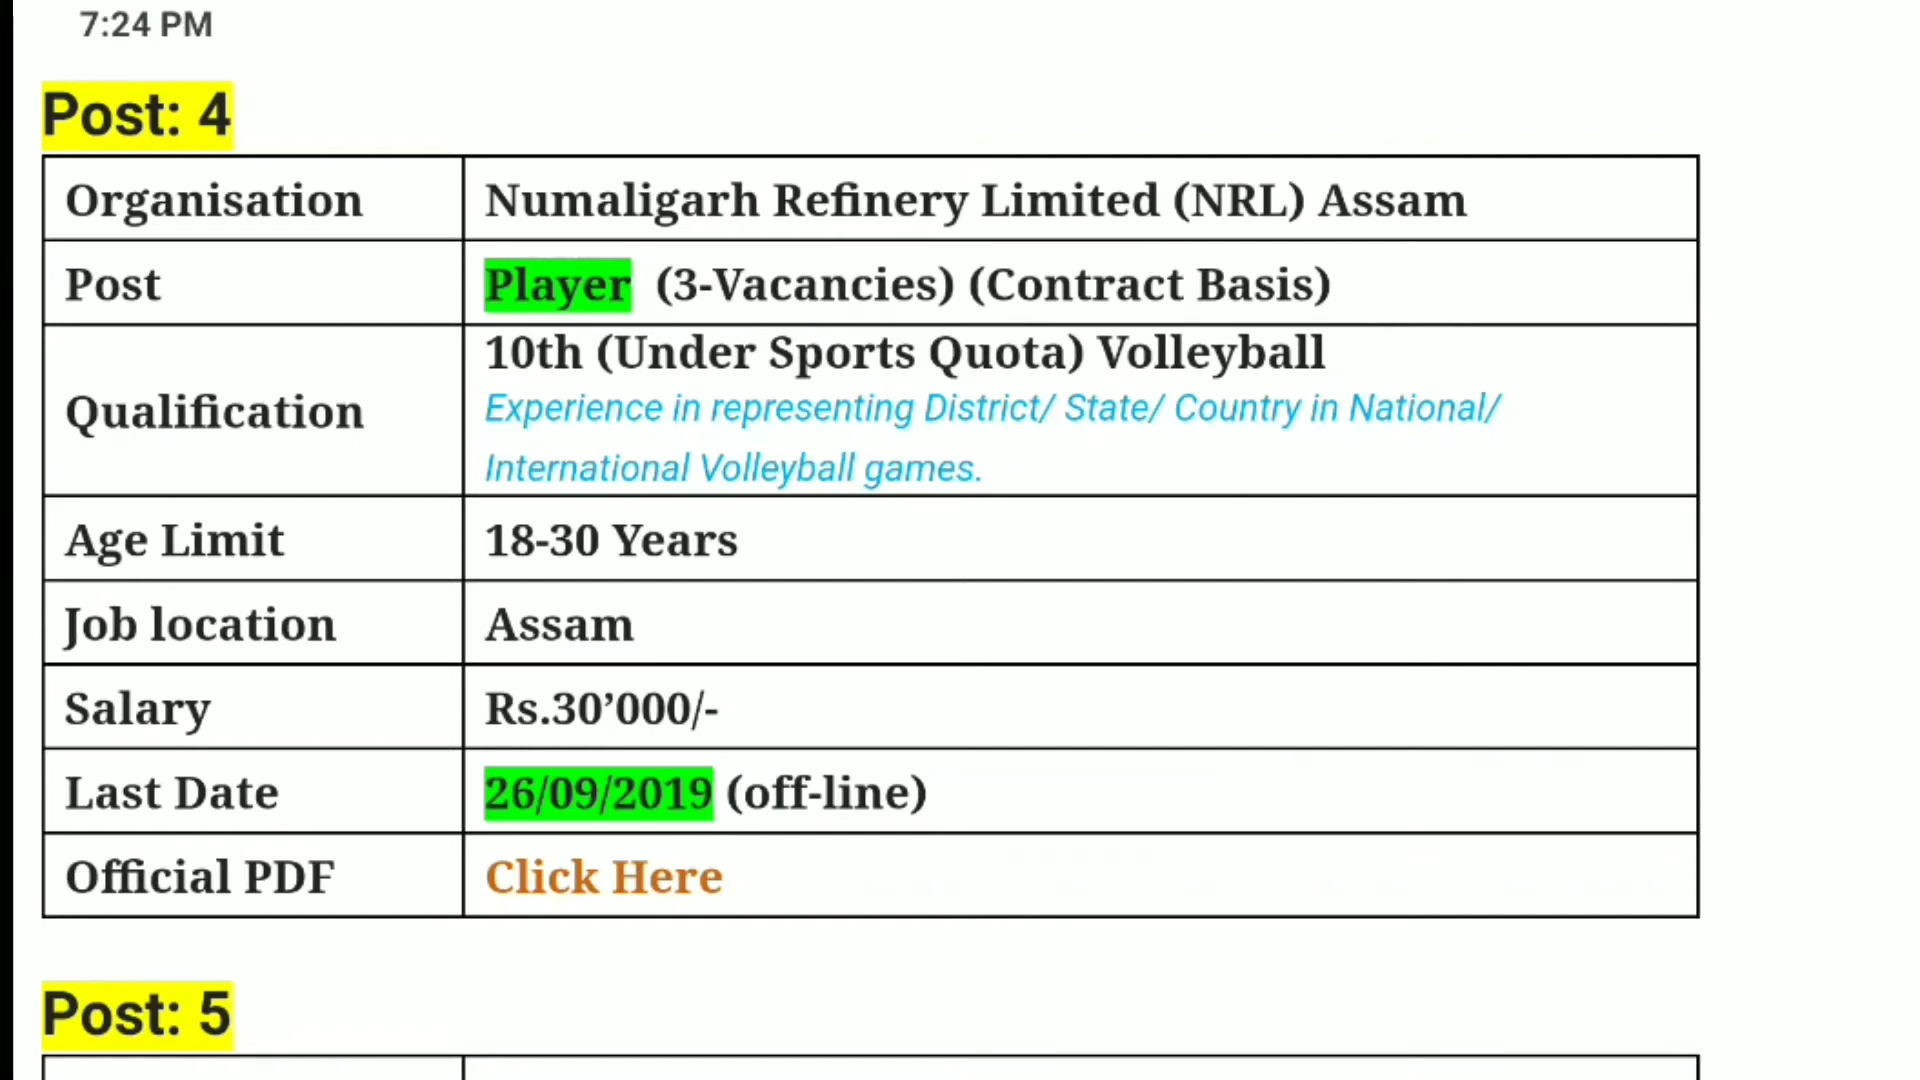 7:24 PM
Post: 4
Organisation Numaligarh Refinery Limited (NRL) Assam
Post Player (3-Vacancies) (Contract Basis)
Qualification 10th (Under Sports Quota) Volleyball
Experience in representing District/ State/ Country in National/
International Volleyball games.
Age Limit 18-30 Years
Job location Assam
Salary Rs.30’000/-
Last Date 26/09/2019 (off-line)
Official PDF Click Here
Post: 5